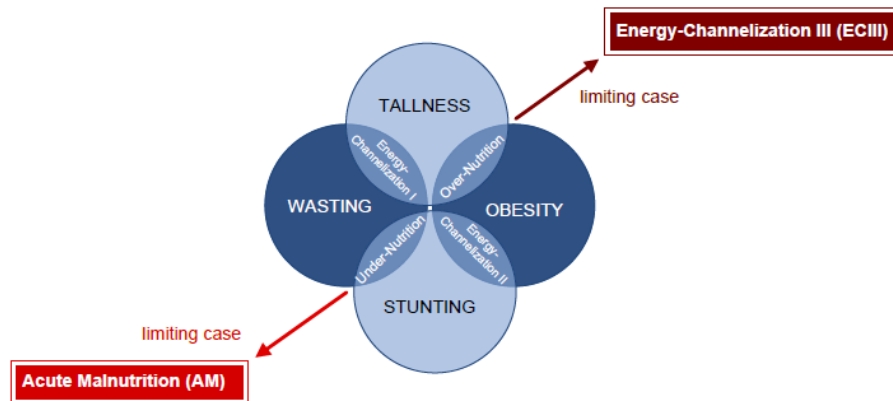 Energy-Channelization III (ECIII)
limiting case
TALLNESS
Energy-
Channelization I
Over-Nutrition
WASTING
OBESITY
Under-Nutrition
Energy-
Channelization II
STUNTING
limiting case
Acute Malnutrition (AM)